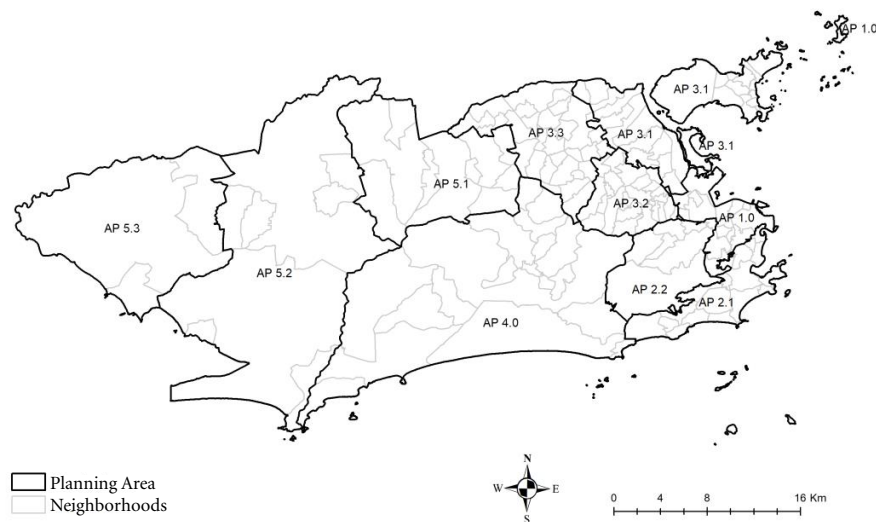 AP 1.0
AP 3.1
AP 3.3
AP 3.1
AP 3.1
AP 5.1
AP 3.2
AP 1.0
AP 5.3
AP 5.2
AP 2.2
AP 2.1
AP 4.0
Planning Area
Neighborhoods
N
W E
S
0 4 8 16 Km